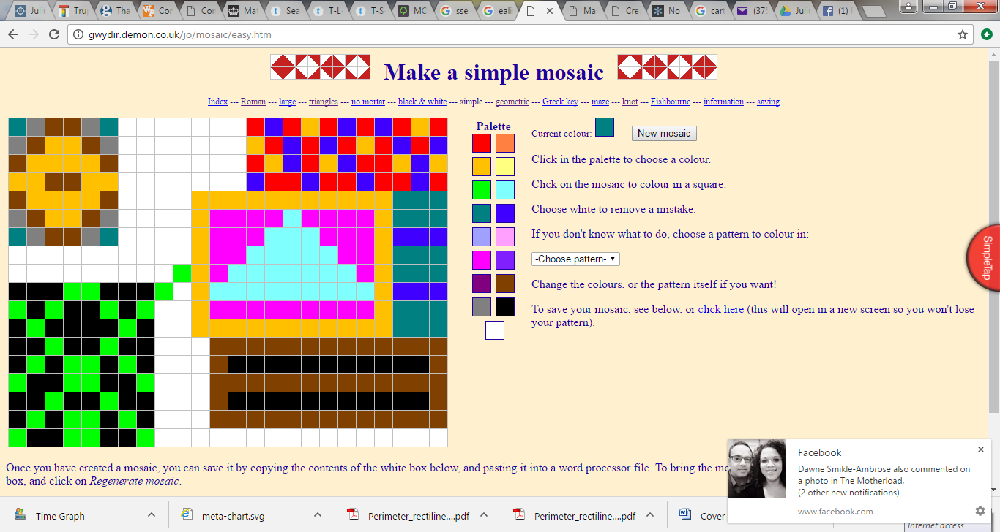 Juli
Tru
Tha
Con
Con
Mat
Sea
T-L-
T-S
MC
sse
eali
Mal
Cre
No
cart
(37
Juli
(1)
gwydir.demon.co.uk/jo/mosaic/easy.htm
Make a simple mosaic
Index --- Roman --- large --- triangles --- no mortar --- black & white --- simple --- geometric --- Greek key --- maze --- knot --- Fishbourne --- information --- saving
Palette
Current colour:
New mosaic
Click in the palette to choose a colour.
Click on the mosaic to colour in a square.
Choose white to remove a mistake.
If you don't know what to do, choose a pattern to colour in:
-Choose pattern-
Change the colours, or the pattern itself if you want!
To save your mosaic, see below, or click here (this will open in a new screen so you won't lose
your pattern).
SimpleTap
Once you have created a mosaic, you can save it by copying the contents of the white box below, and pasting it into a word processor file. To bring the mo
box, and click on Regenerate mosaic.
Facebook
Dawne Smikle-Ambrose also commented on
a photo in The Motherload.
(2 other new notifications)
www.facebook.com
Time Graph
meta-chart.svg
Perimeter_rectiline....pdf
Perimeter_rectiline....pdf
Cover
Internet access